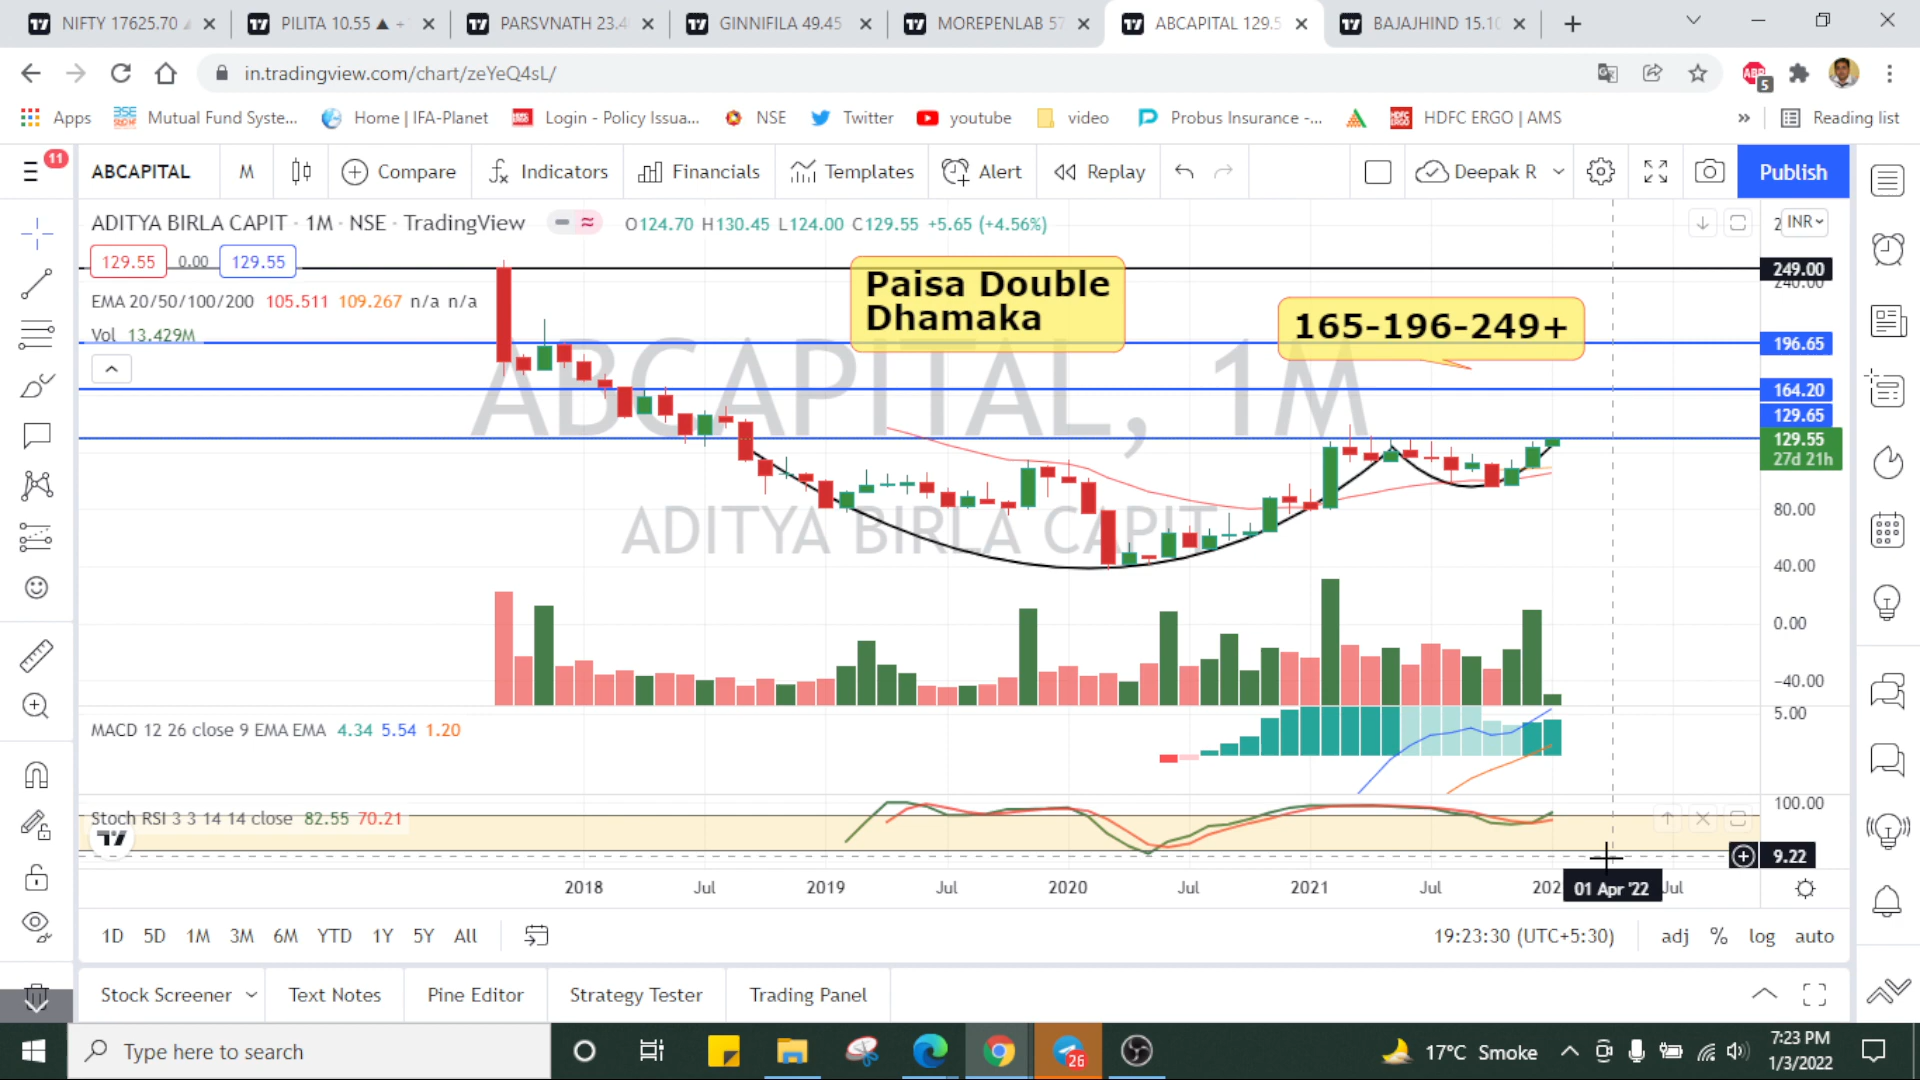 NIFTY 17625.70
PILITA 10.55 ▲ +
PARSVNATH 23.4
GINNIFILA 49.45
MOREPENLAB 57
ABCAPITAL 129.5
BAJAJHIND 15.10
in.tradingview.com/chart/zeYeQ4sL/
ABP
5
Apps
BSE
Mutual Fund Syste...
Home | IFA-Planet
Login - Policy Issua...
NSE
Twitter
youtube
video
Probus Insurance -...
HDFC ERGO | AMS
»
Reading list
11
ABCAPITAL
M
Compare
Indicators
Financials
Templates
Alert
Replay
Deepak R
Publish
ADITYA BIRLA CAPIT · 1M · NSE · TradingView
O124.70 H130.45 L124.00 C129.55 +5.65 (+4.56%)
INR
129.55
0.00
129.55
EMA 20/50/100/200 105.511 109.267 n/a n/a
Vol 13.429M
Paisa Double
Dhamaka
165-196-249+
ABCAPITAL, 1M
ADITYA BIRLA CAPIT
249.00
240.00
196.65
164.20
129.65
129.55
27d 21h
80.00
40.00
0.00
−40.00
MACD 12 26 close 9 EMA EMA 4.34 5.54 1.20
5.00
Stoch RSI 3 3 14 14 close 82.55 70.21
100.00
9.22
2018
Jul
2019
Jul
2020
Jul
2021
Jul
202
01 Apr '22
Jul
1D 5D 1M 3M 6M YTD 1Y 5Y All
19:23:30 (UTC+5:30)
adj % log auto
Stock Screener
Text Notes
Pine Editor
Strategy Tester
Trading Panel
Type here to search
26
17°C Smoke
7:23 PM
1/3/2022